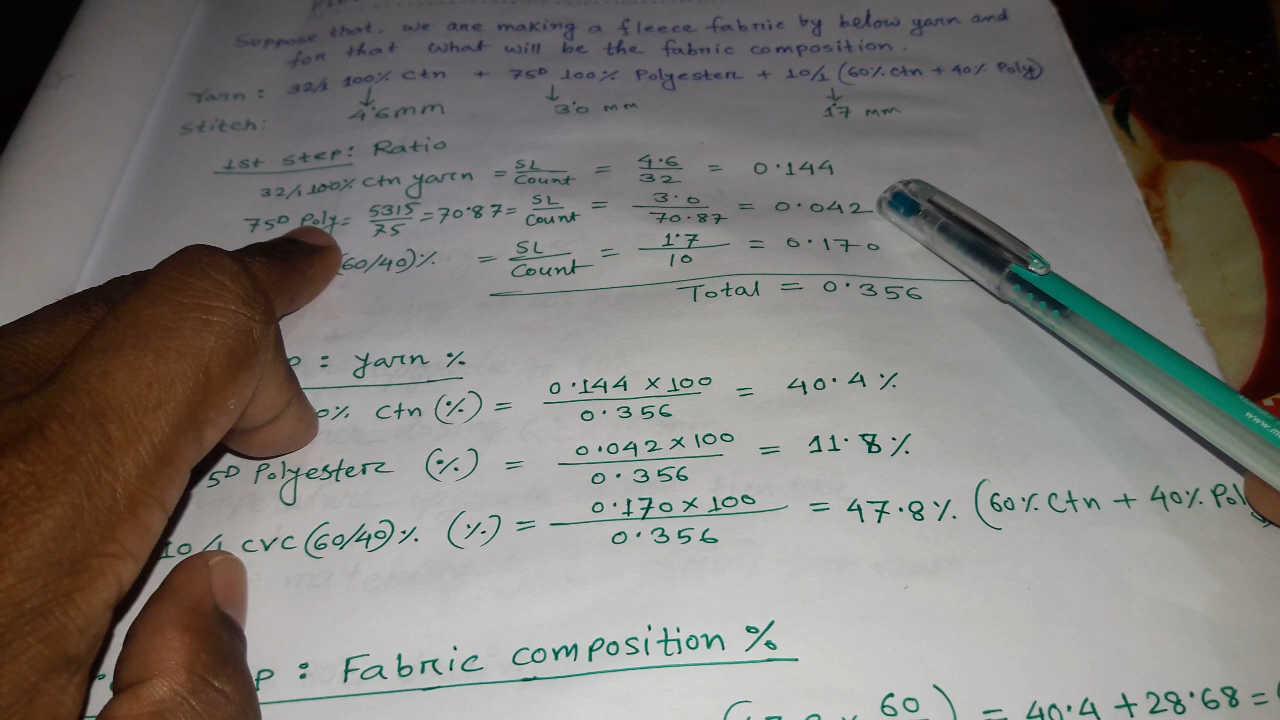 Suppose that, we are making a fleece fabric by below yarn and
for that what will be the fabric composition.
Yarn: 32/1 100% Ctn + 75D 100% Polyester + 10/1 (60% Ctn + 40% Poly)
Stitch: 4.6mm 3.0 mm 1.7 mm
1st step: Ratio
32/1 100% Ctn yarn = SL/Count = 4.6/32 = 0.144
75D Poly = 5315/75 = 70.87 = SL/Count = 3.0/70.87 = 0.042
(60/40)% = SL/Count = 1.7/10 = 0.170
Total = 0.356
: Yarn %
0% Ctn (%) = 0.144 x 100/0.356 = 40.4%
5D Polyester (%) = 0.042 x 100/0.356 = 11.8%
10/1 CVC (60/40)% (%) = 0.170 x 100/0.356 = 47.8% (60% Ctn + 40% Pol
p : Fabric composition %
60) = 40.4 + 28.68 =